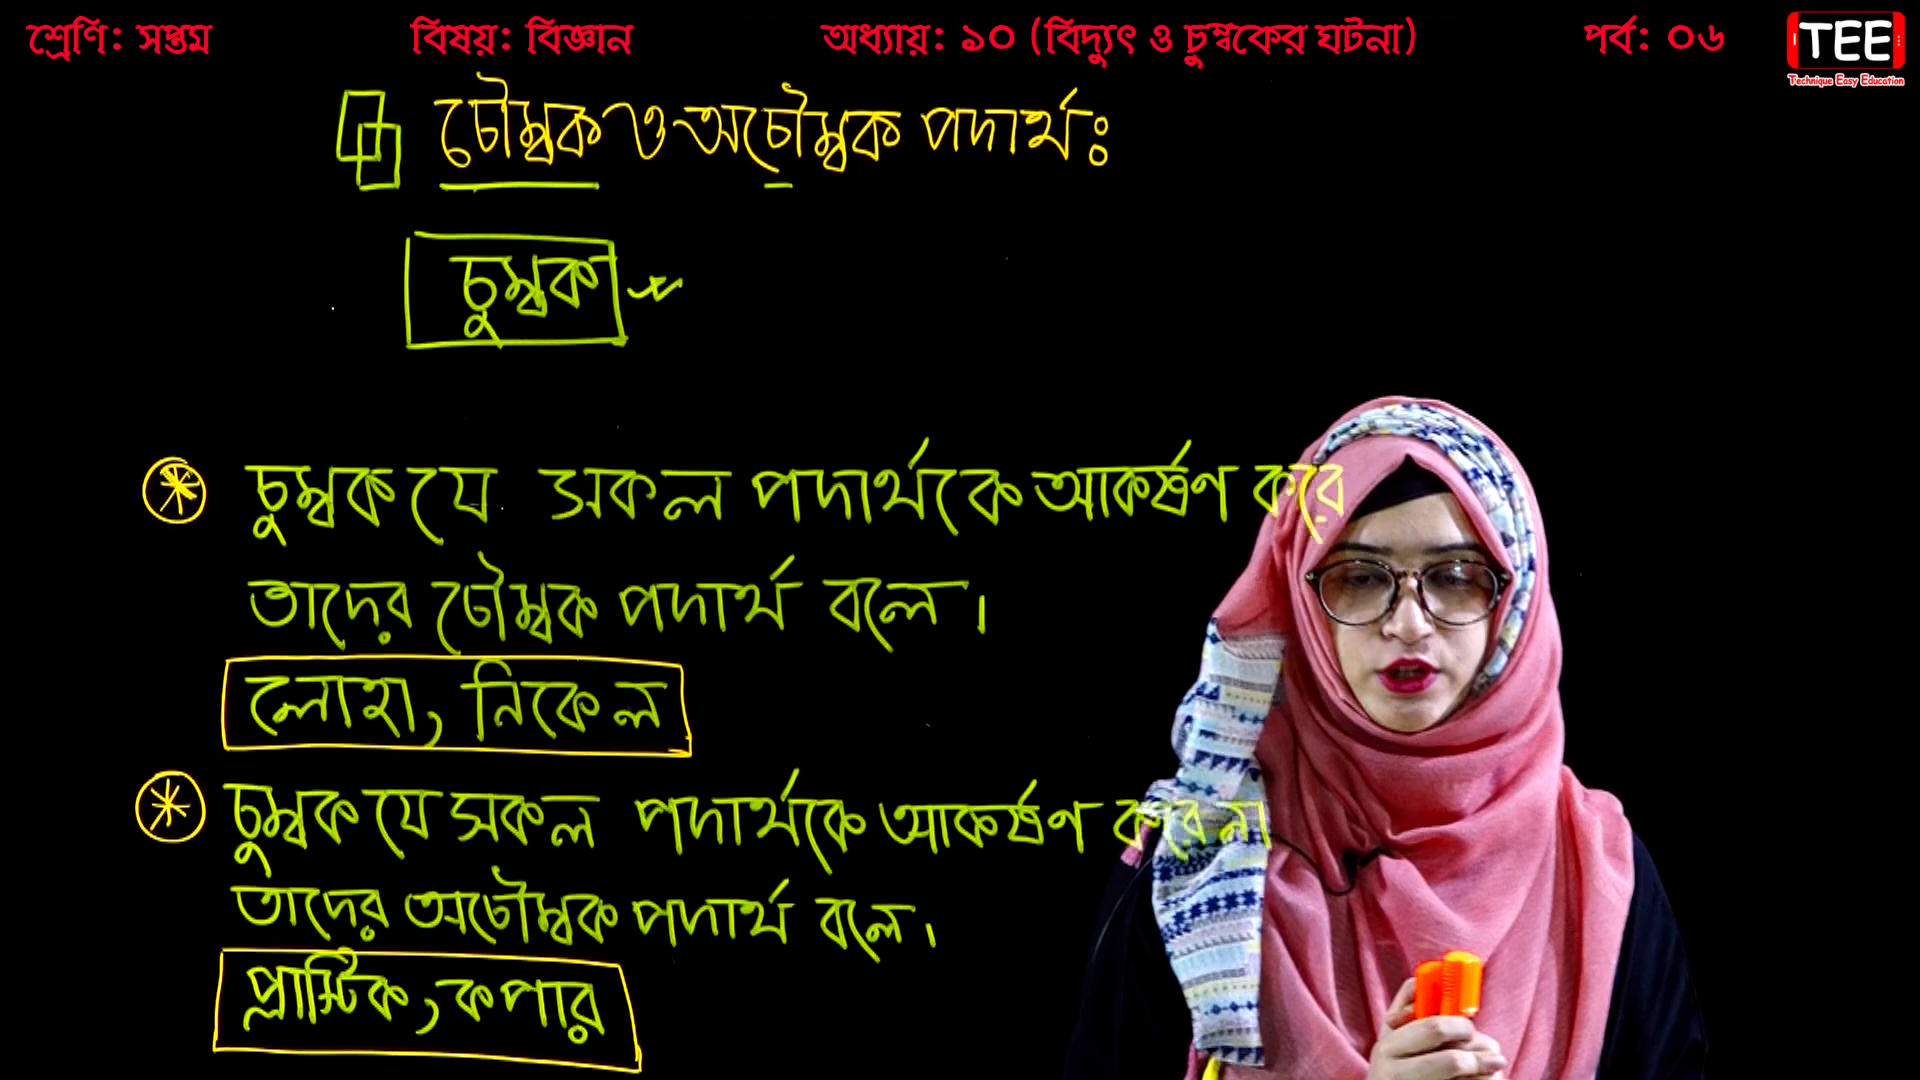 শ্রেণি: সপ্তম বিষয়: বিজ্ঞান অধ্যায়: ১০ (বিদ্যুৎ ও চুম্বকের ঘটনা) পর্ব: ০৬
TEE
Technique Easy Education
চৌম্বক ও অচৌম্বক পদার্থঃ
চুম্বক
চুম্বক যে সকল পদার্থকে আকর্ষণ করে
তাদের চৌম্বক পদার্থ বলে।
লোহা, নিকেল
চুম্বক যে সকল পদার্থকে আকর্ষণ করে না
তাদের অচৌম্বক পদার্থ বলে।
প্লাস্টিক, কপার